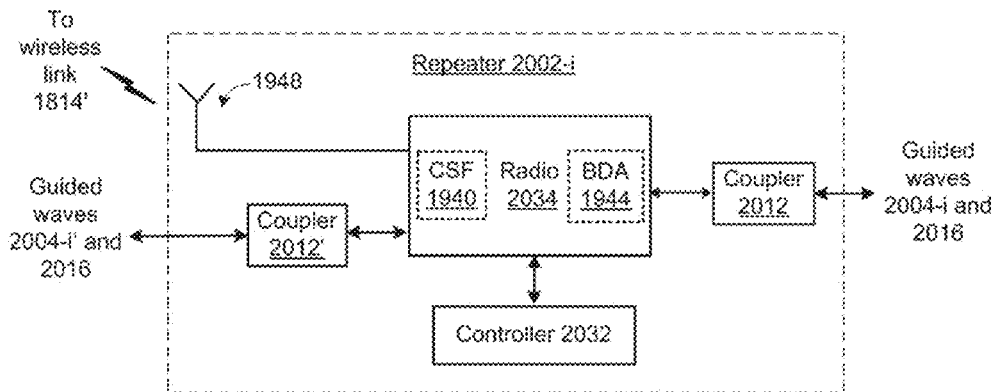 To
wireless
link
1814'
Repeater 2002-i
1948
CSF
1940
Radio
2034
BDA
1944
Coupler
2012
Guided
waves
2004-i and
2016
Guided
waves
2004-i' and
2016
Coupler
2012'
Controller 2032